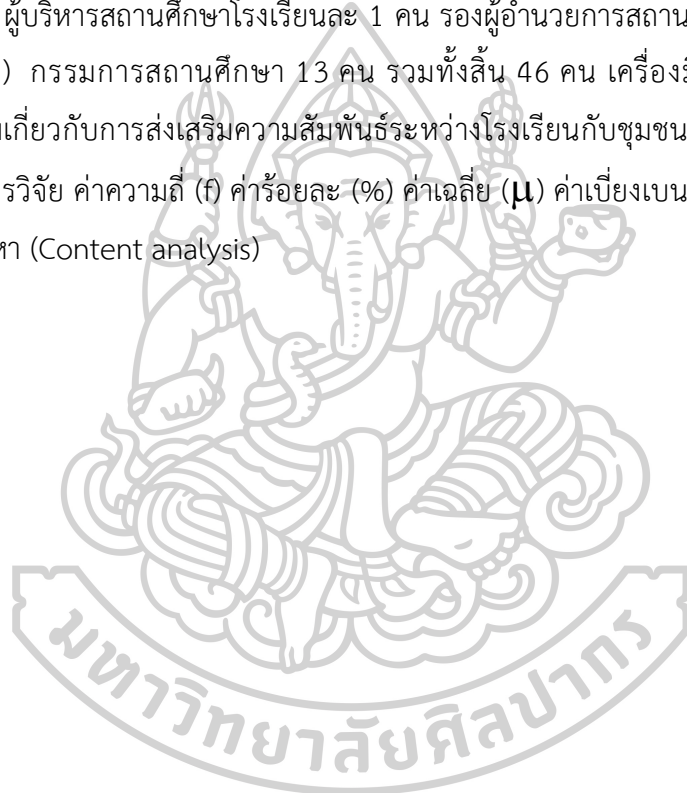 ผู้บริหารสถานศึกษาโรงเรียนละ 1 คน รองผู้อำนวยการสถาน
) กรรมการสถานศึกษา 13 คน รวมทั้งสิ้น 46 คน เครื่อง
เกี่ยวกับการส่งเสริมความสัมพันธ์ระหว่างโรงเรียนกับชุมชน
รวิจัย ค่าความถี่ (f) ค่าร้อยละ (%) ค่าเฉลี่ย (μ) ค่าเบี่ยงเบน
หา (Content analysis)
มหาวิทยาลัยศิลปากร